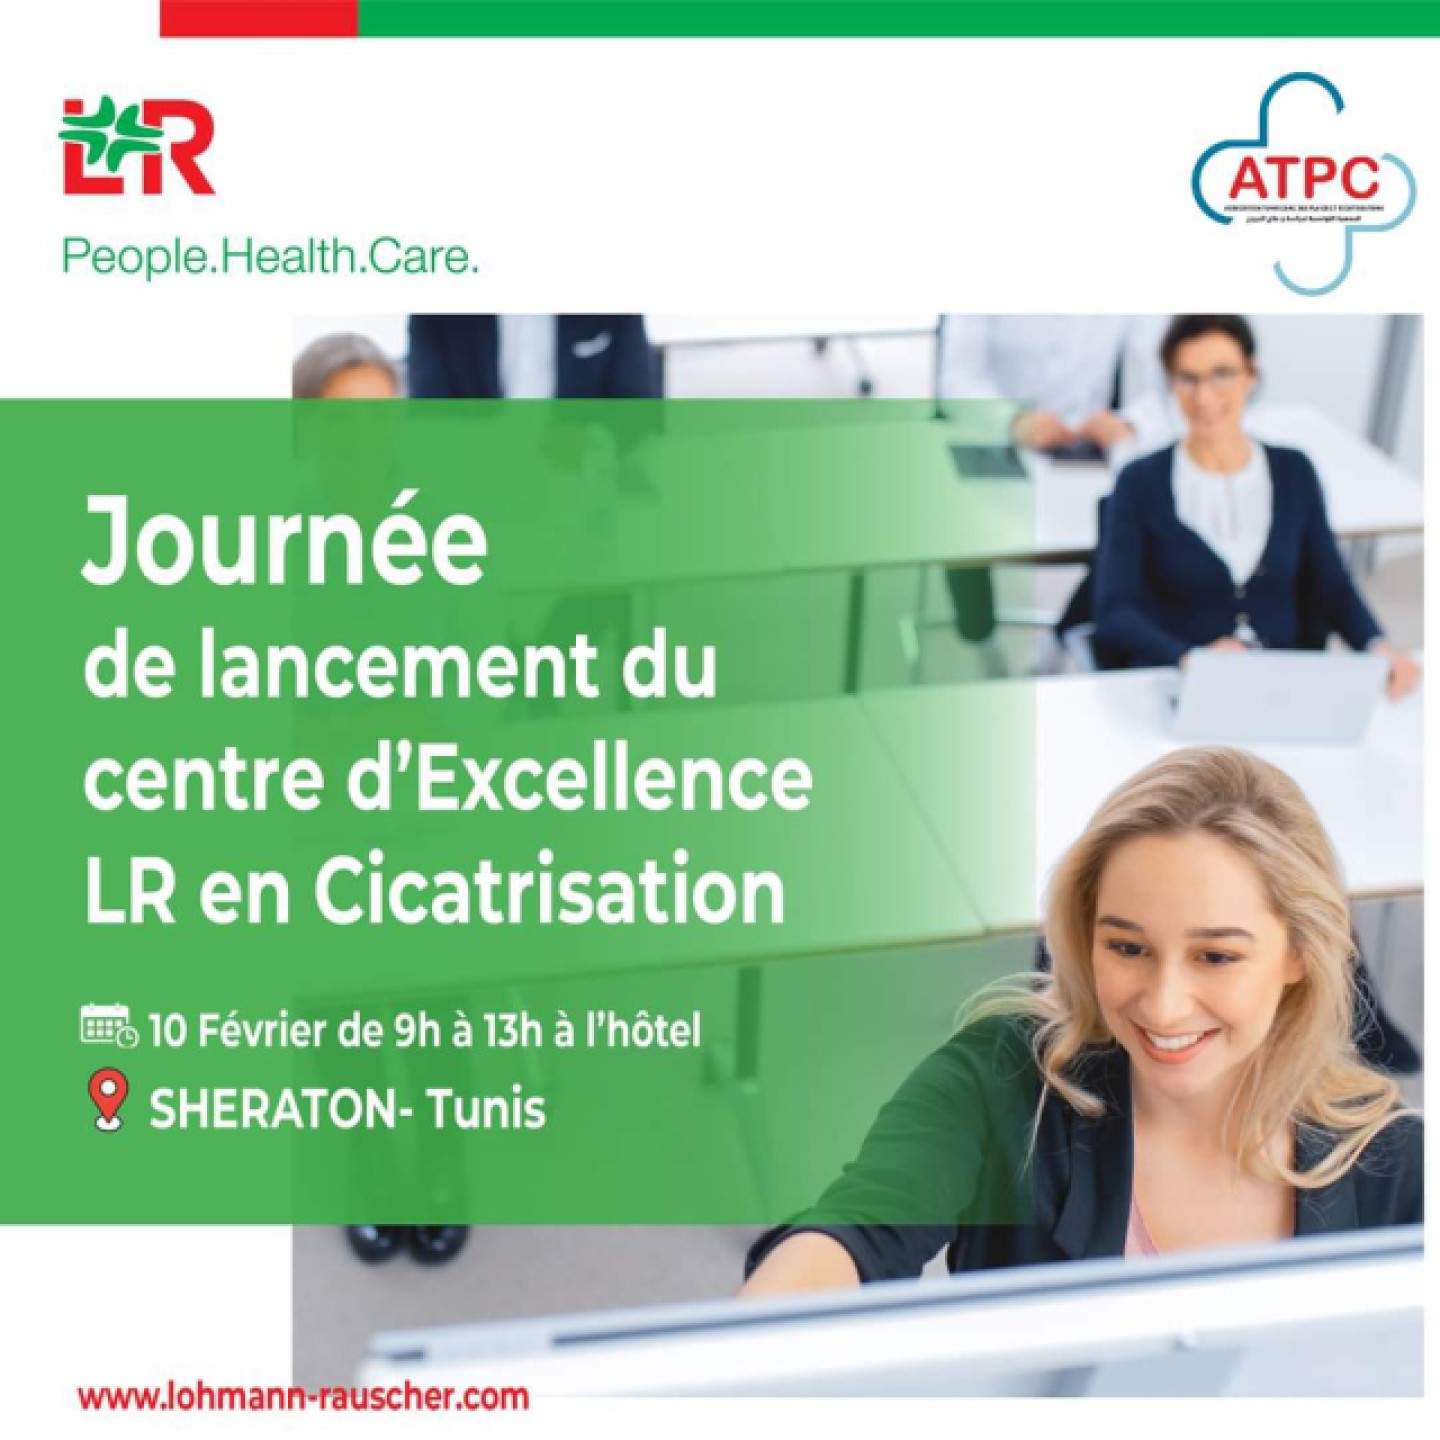 L&R
People.Health.Care.
ATPC
Journée
de lancement du
centre d'Excellence
LR en Cicatrisation
10 Février de 9h à 13h à l'hôtel
SHERATON- Tunis
www.lohmann-rauscher.com